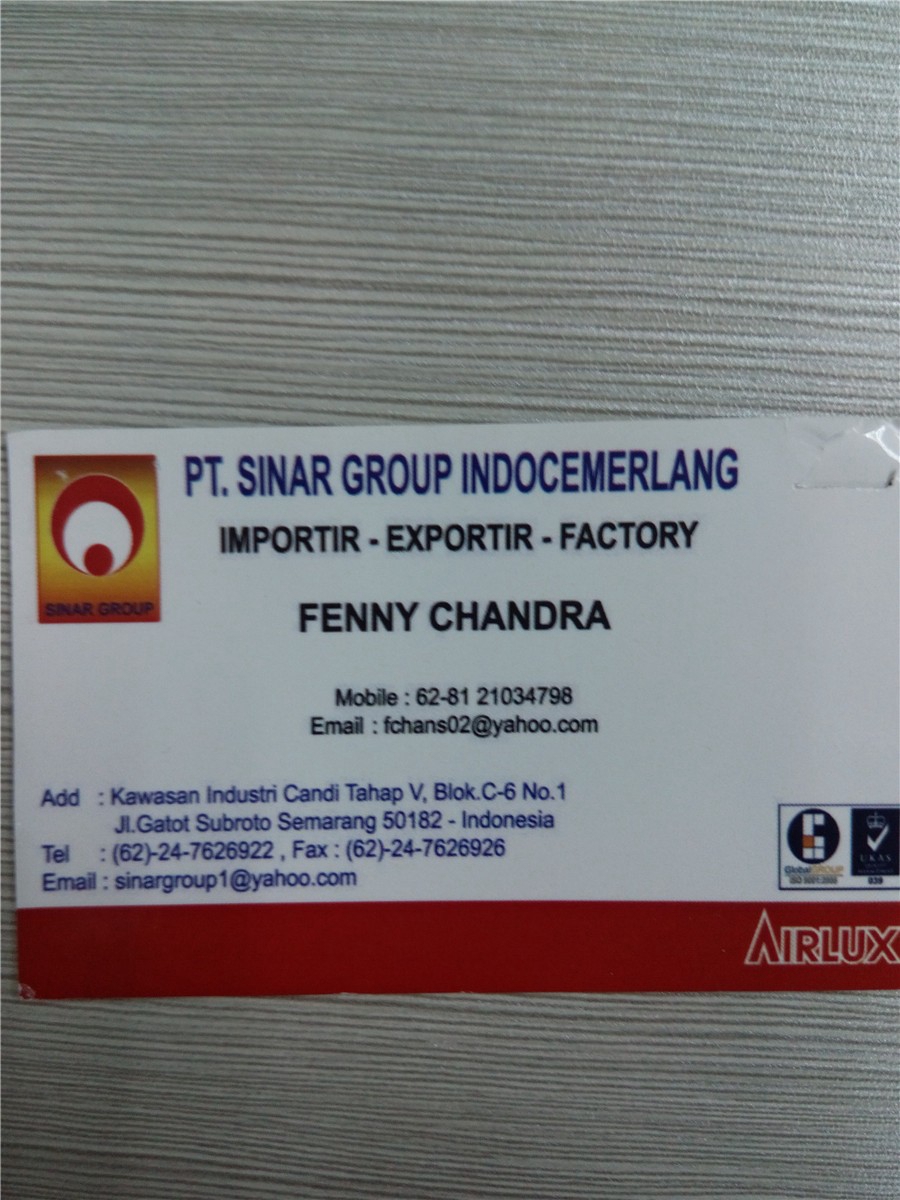 PT. SINAR GROUP INDOCEMERLANG
IMPORTIR - EXPORTIR - FACTORY
SINAR GROUP
FENNY CHANDRA
Mobile : 62-81 21034798
Email : fchans02@yahoo.com
Add : Kawasan Industri Candi Tahap V, Blok.C-6 No.1
Jl.Gatot Subroto Semarang 50182 - Indonesia
Tel : (62)-24-7626922 , Fax : (62)-24-7626926
Email : sinargroup1@yahoo.com
GlobalGROUP
UKAS
039
AIRLUX